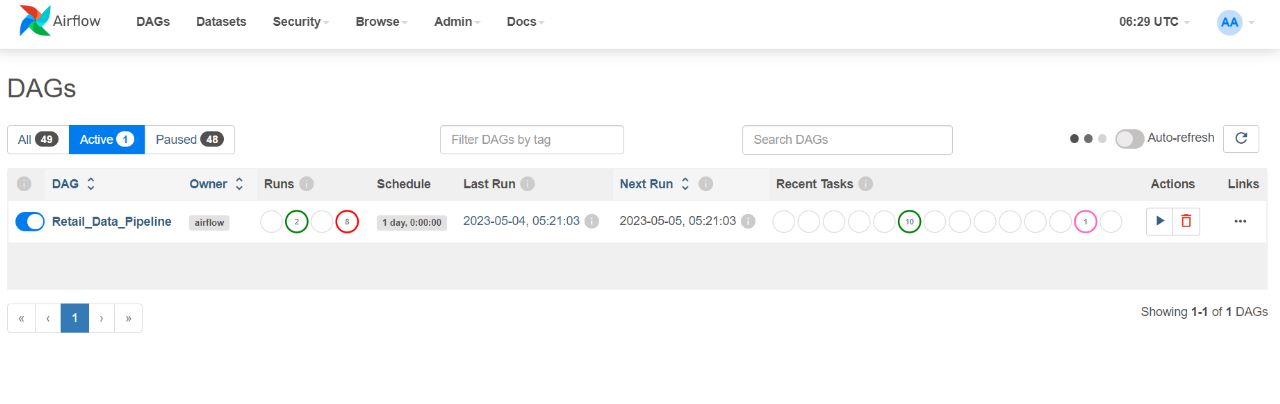 Airflow DAGs Datasets Security Browse Admin Docs 06:29 UTC AA
DAGs
All 49 Active 1 Paused 48 Filter DAGs by tag Search DAGs Auto-refresh
DAG Owner Runs Schedule Last Run Next Run Recent Tasks Actions Links
Retail_Data_Pipeline airflow 2 8 1 day, 0:00:00 2023-05-04, 05:21:03 2023-05-05, 05:21:03 10 1
« ‹ 1 › » Showing 1-1 of 1 DAGs